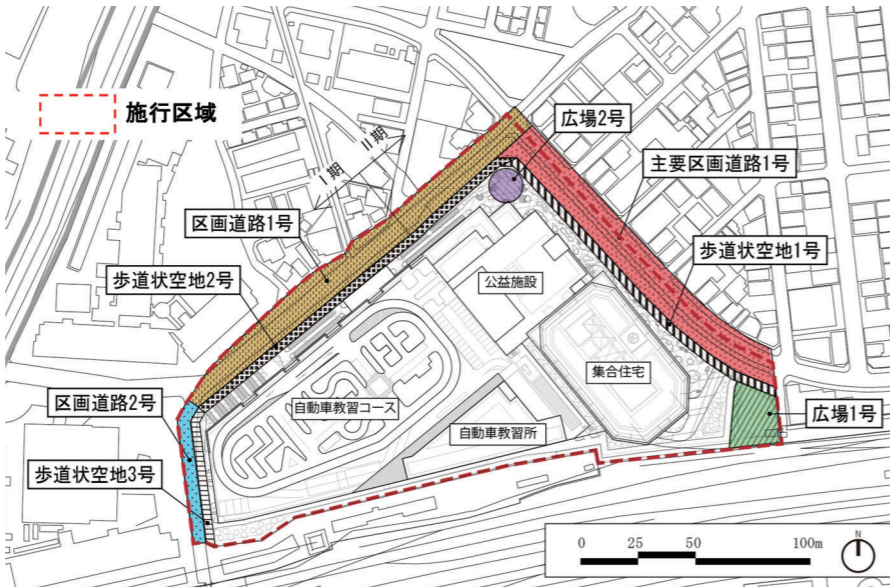 施行区域
広場2号
主要区画道路1号
Ⅰ期
Ⅱ期
区画道路1号
歩道状空地1号
歩道状空地2号
公益施設
集合住宅
区画道路2号
自動車教習コース
広場1号
自動車教習所
歩道状空地3号
0 25 50 100m
N